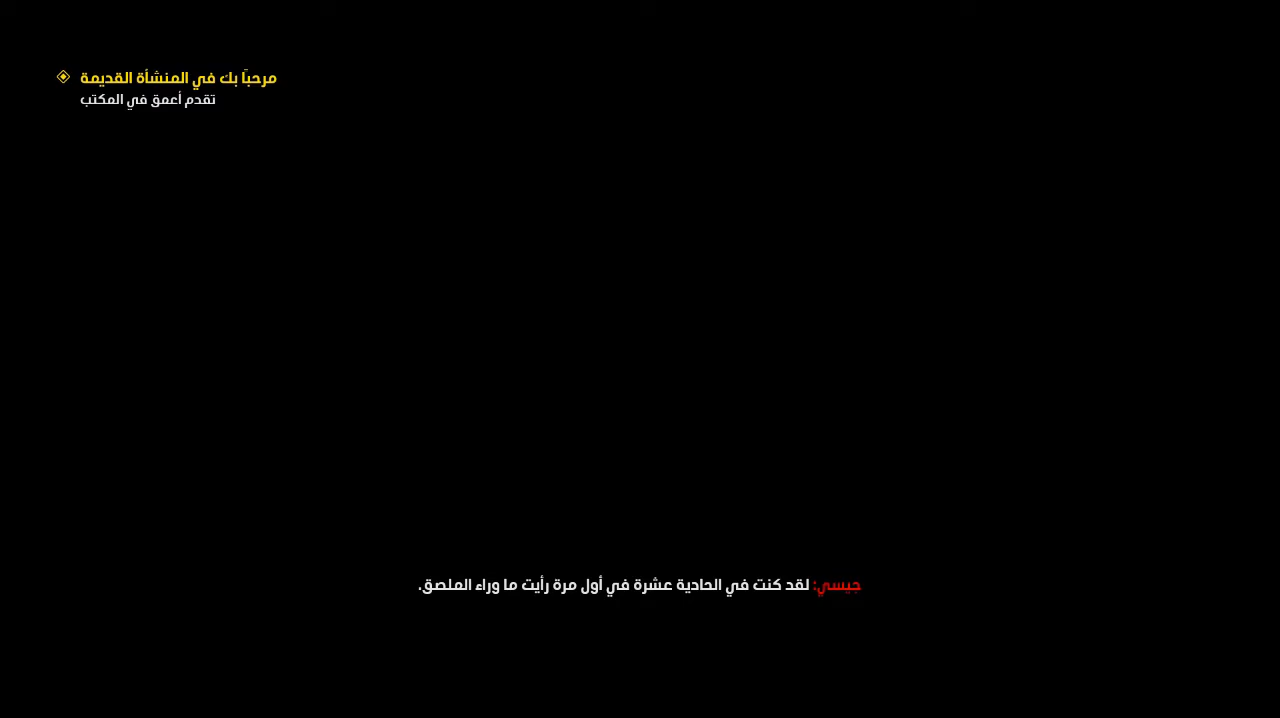 مرحبًا بك في المنشأة القديمة
تقدم أعمق في المكتب
جيسي: لقد كنت في الحادية عشرة في أول مرة رأيت ما وراء الملصق.